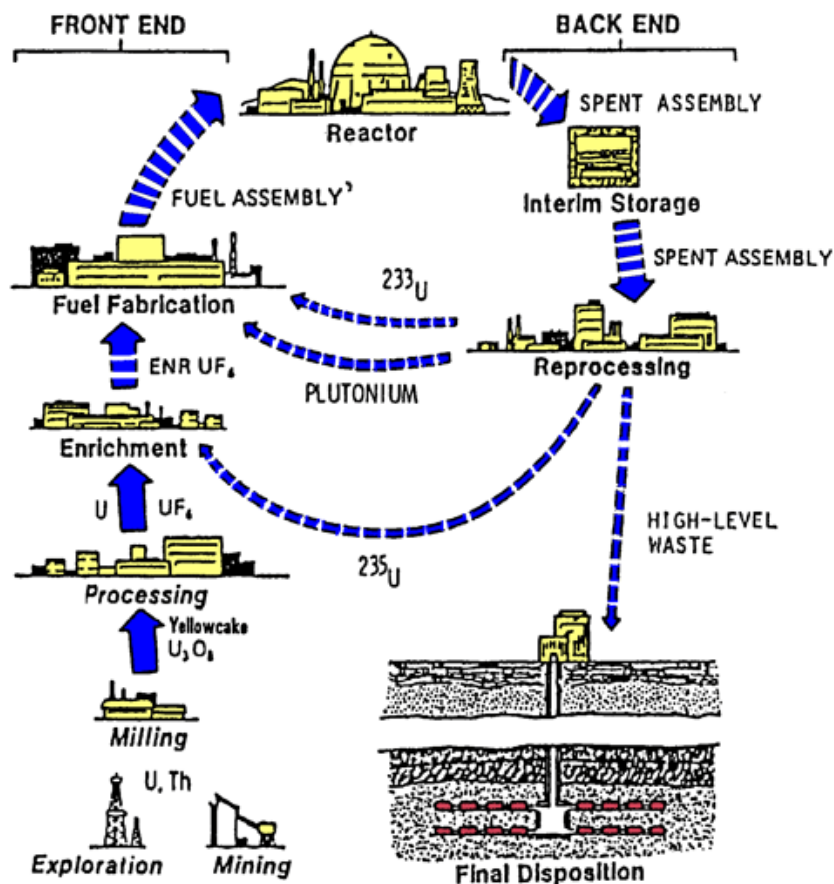 FRONT END
BACK END
Reactor
SPENT ASSEMBLY
Interim Storage
FUEL ASSEMBLY'
SPENT ASSEMBLY
Fuel Fabrication
233U
PLUTONIUM
Reprocessing
ENR UF6
Enrichment
U UF6
235U
HIGH-LEVEL
WASTE
Processing
Yellowcake
U3O8
Milling
U, Th
Exploration
Mining
Final Disposition